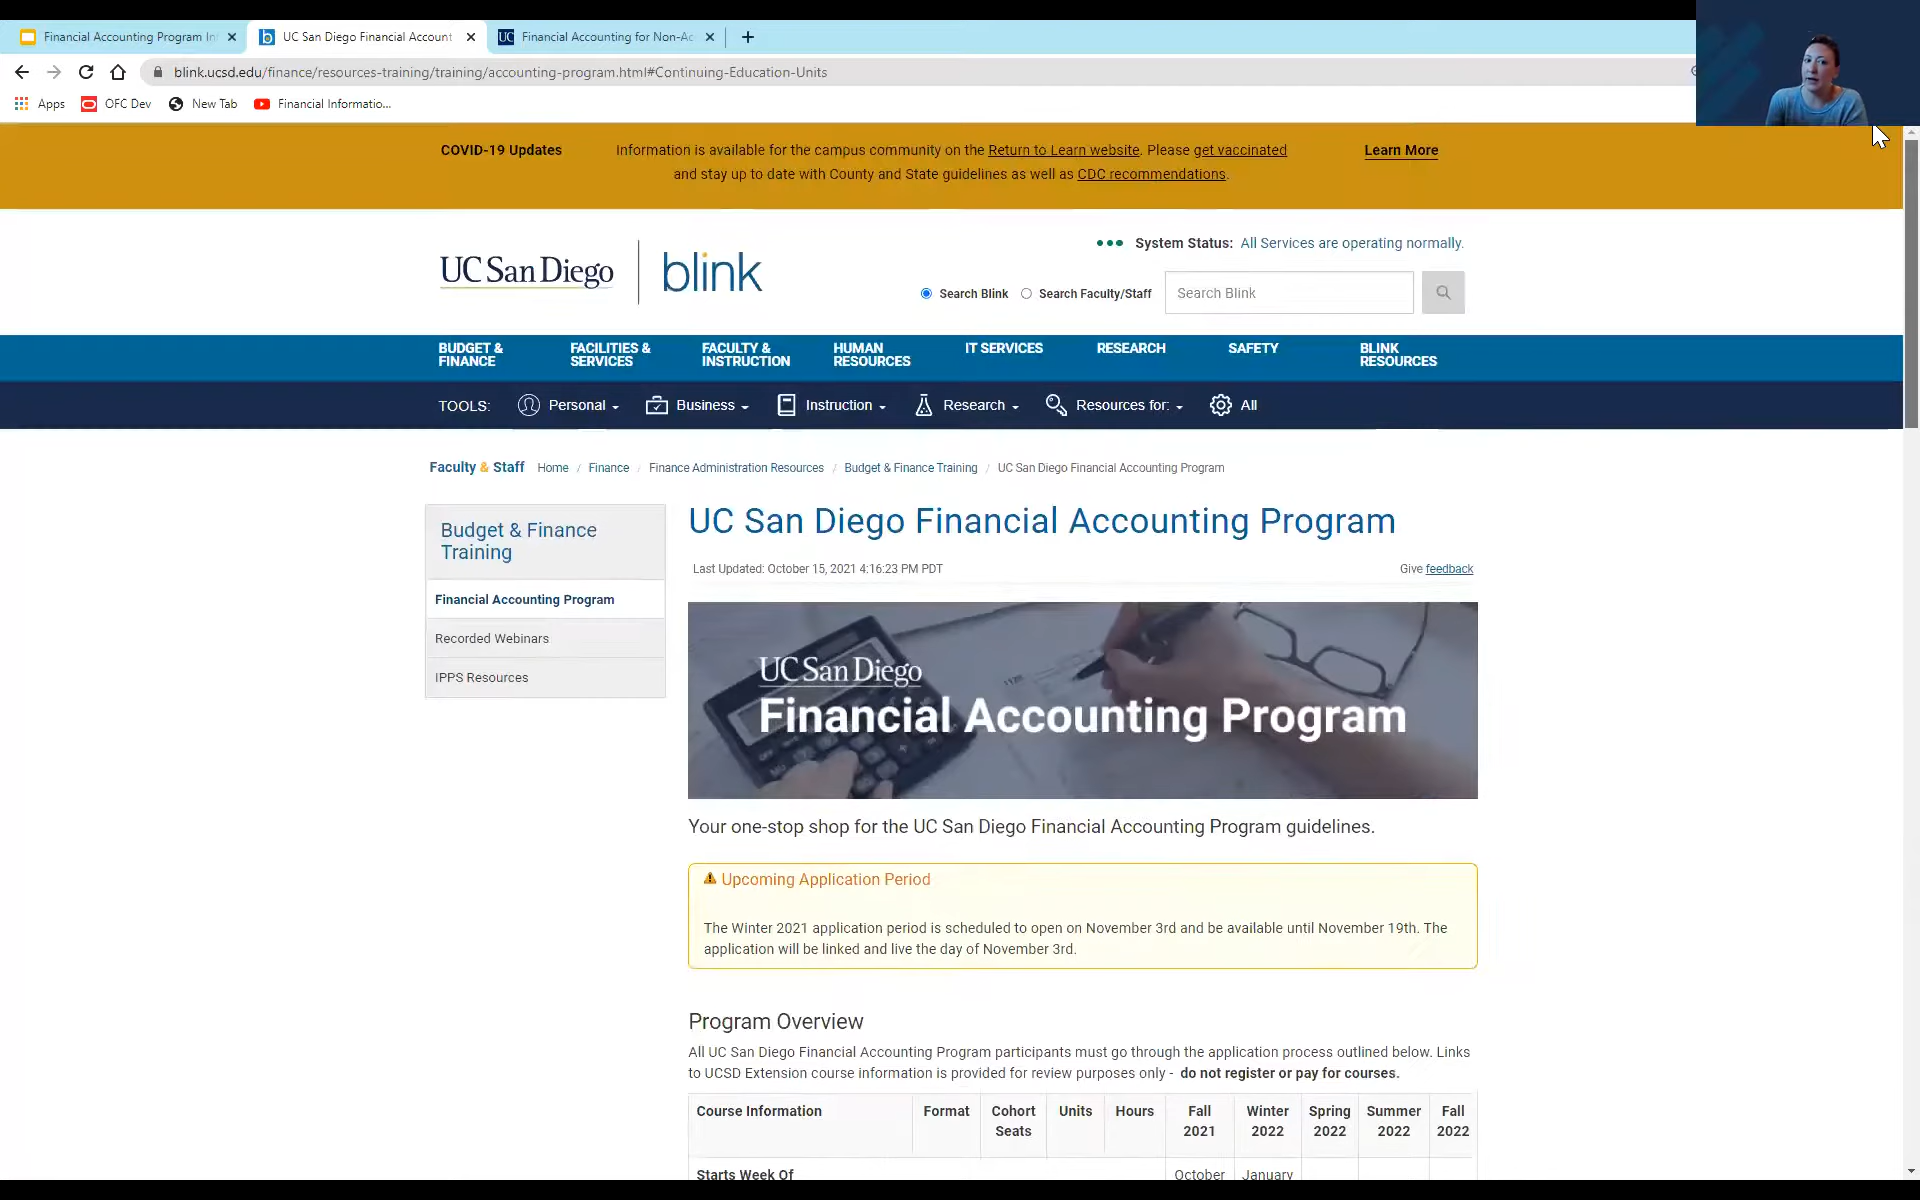 Financial Accounting Program In
UC San Diego Financial Account
UC Financial Accounting for Non-Ac
blink.ucsd.edu/finance/resources-training/training/accounting-program.html#Continuing-Education-Units
Apps OFC Dev New Tab Financial Informatio...
COVID-19 Updates
Information is available for the campus community on the Return to Learn website. Please get vaccinated
and stay up to date with County and State guidelines as well as CDC recommendations.
Learn More
System Status: All Services are operating normally.
UC San Diego blink
Search Blink Search Faculty/Staff Search Blink
BUDGET &
FINANCE
FACILITIES &
SERVICES
FACULTY &
INSTRUCTION
HUMAN
RESOURCES
IT SERVICES
RESEARCH
SAFETY
BLINK
RESOURCES
TOOLS: Personal Business Instruction Research Resources for: All
Faculty & Staff Home / Finance / Finance Administration Resources / Budget & Finance Training / UC San Diego Financial Accounting Program
Budget & Finance
Training
Financial Accounting Program
Recorded Webinars
IPPS Resources
UC San Diego Financial Accounting Program
Last Updated: October 15, 2021 4:16:23 PM PDT
Give feedback
UC San Diego
Financial Accounting Program
Your one-stop shop for the UC San Diego Financial Accounting Program guidelines.
Upcoming Application Period
The Winter 2021 application period is scheduled to open on November 3rd and be available until November 19th. The
application will be linked and live the day of November 3rd.
Program Overview
All UC San Diego Financial Accounting Program participants must go through the application process outlined below. Links
to UCSD Extension course information is provided for review purposes only - do not register or pay for courses.
Course Information
Format
Cohort
Seats
Units
Hours
Fall
2021
Winter
2022
Spring
2022
Summer
2022
Fall
2022
Starts Week Of October January